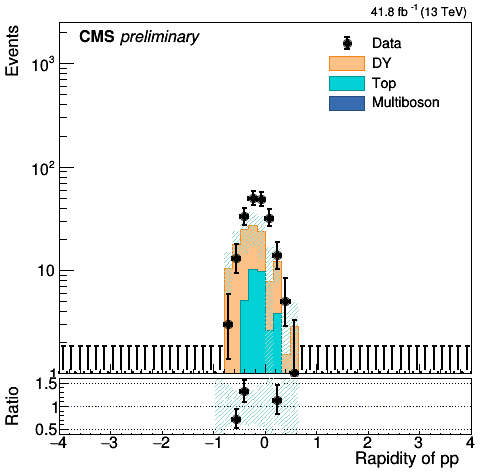 41.8 fb⁻¹ (13 TeV)
CMS preliminary
Events
Data
DY
Top
Multiboson
10³
10²
10
1
Ratio
1.5
1
0.5
−4 −3 −2 −1 0 1 2 3 4
Rapidity of pp